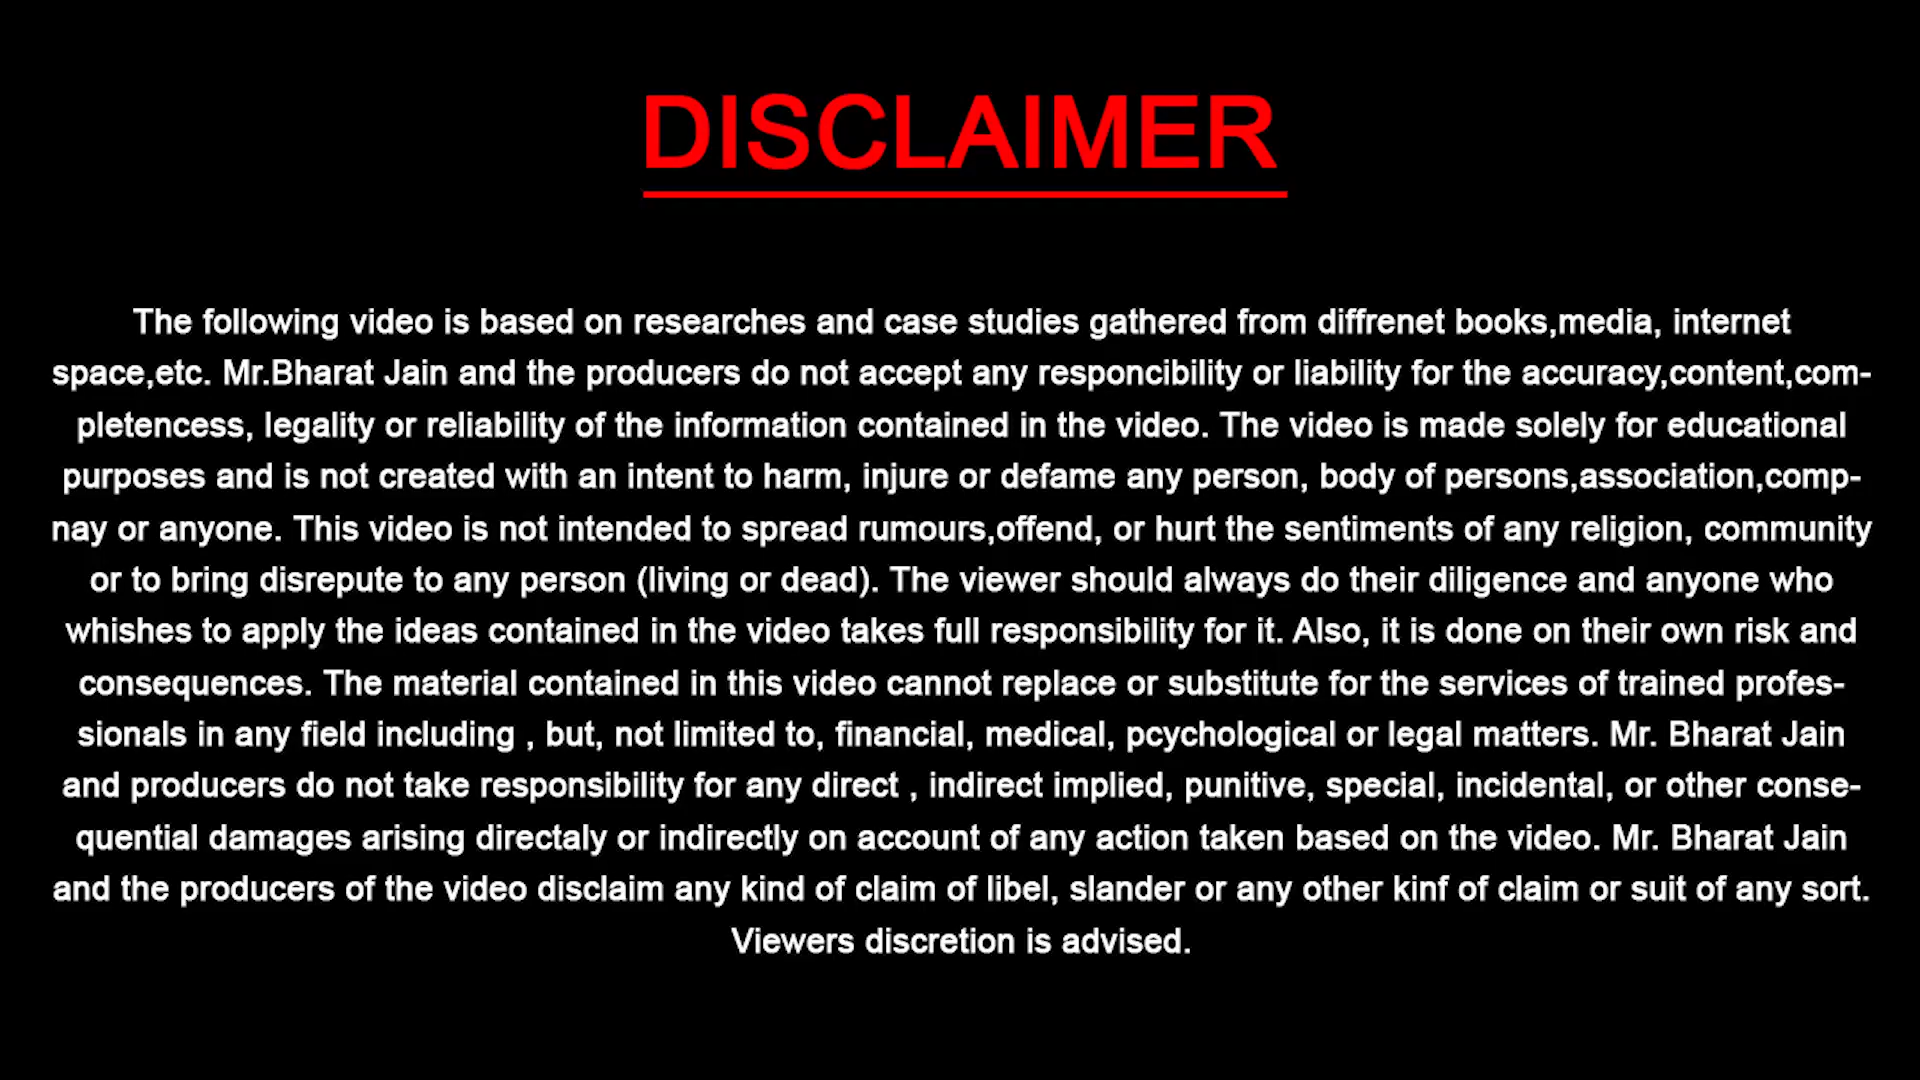 DISCLAIMER
The following video is based on researches and case studies gathered from diffrenet books,media, internet
space,etc. Mr.Bharat Jain and the producers do not accept any responcibility or liability for the accuracy,content,com-
pletencess, legality or reliability of the information contained in the video. The video is made solely for educational
purposes and is not created with an intent to harm, injure or defame any person, body of persons,association,comp-
nay or anyone. This video is not intended to spread rumours,offend, or hurt the sentiments of any religion, community
or to bring disrepute to any person (living or dead). The viewer should always do their diligence and anyone who
whishes to apply the ideas contained in the video takes full responsibility for it. Also, it is done on their own risk and
consequences. The material contained in this video cannot replace or substitute for the services of trained profes-
sionals in any field including , but, not limited to, financial, medical, pcychological or legal matters. Mr. Bharat Jain
and producers do not take responsibility for any direct , indirect implied, punitive, special, incidental, or other conse-
quential damages arising directaly or indirectly on account of any action taken based on the video. Mr. Bharat Jain
and the producers of the video disclaim any kind of claim of libel, slander or any other kinf of claim or suit of any sort.
Viewers discretion is advised.